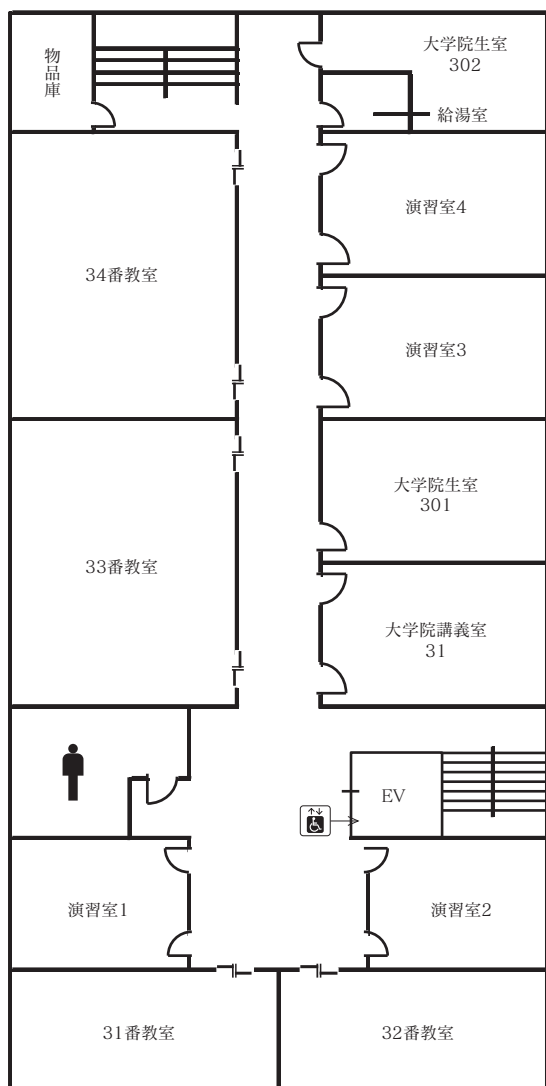 物品庫
大学院生室
302
給湯室
演習室4
34番教室
演習室3
大学院生室
301
33番教室
大学院講義室
31
EV
演習室1
演習室2
31番教室
32番教室